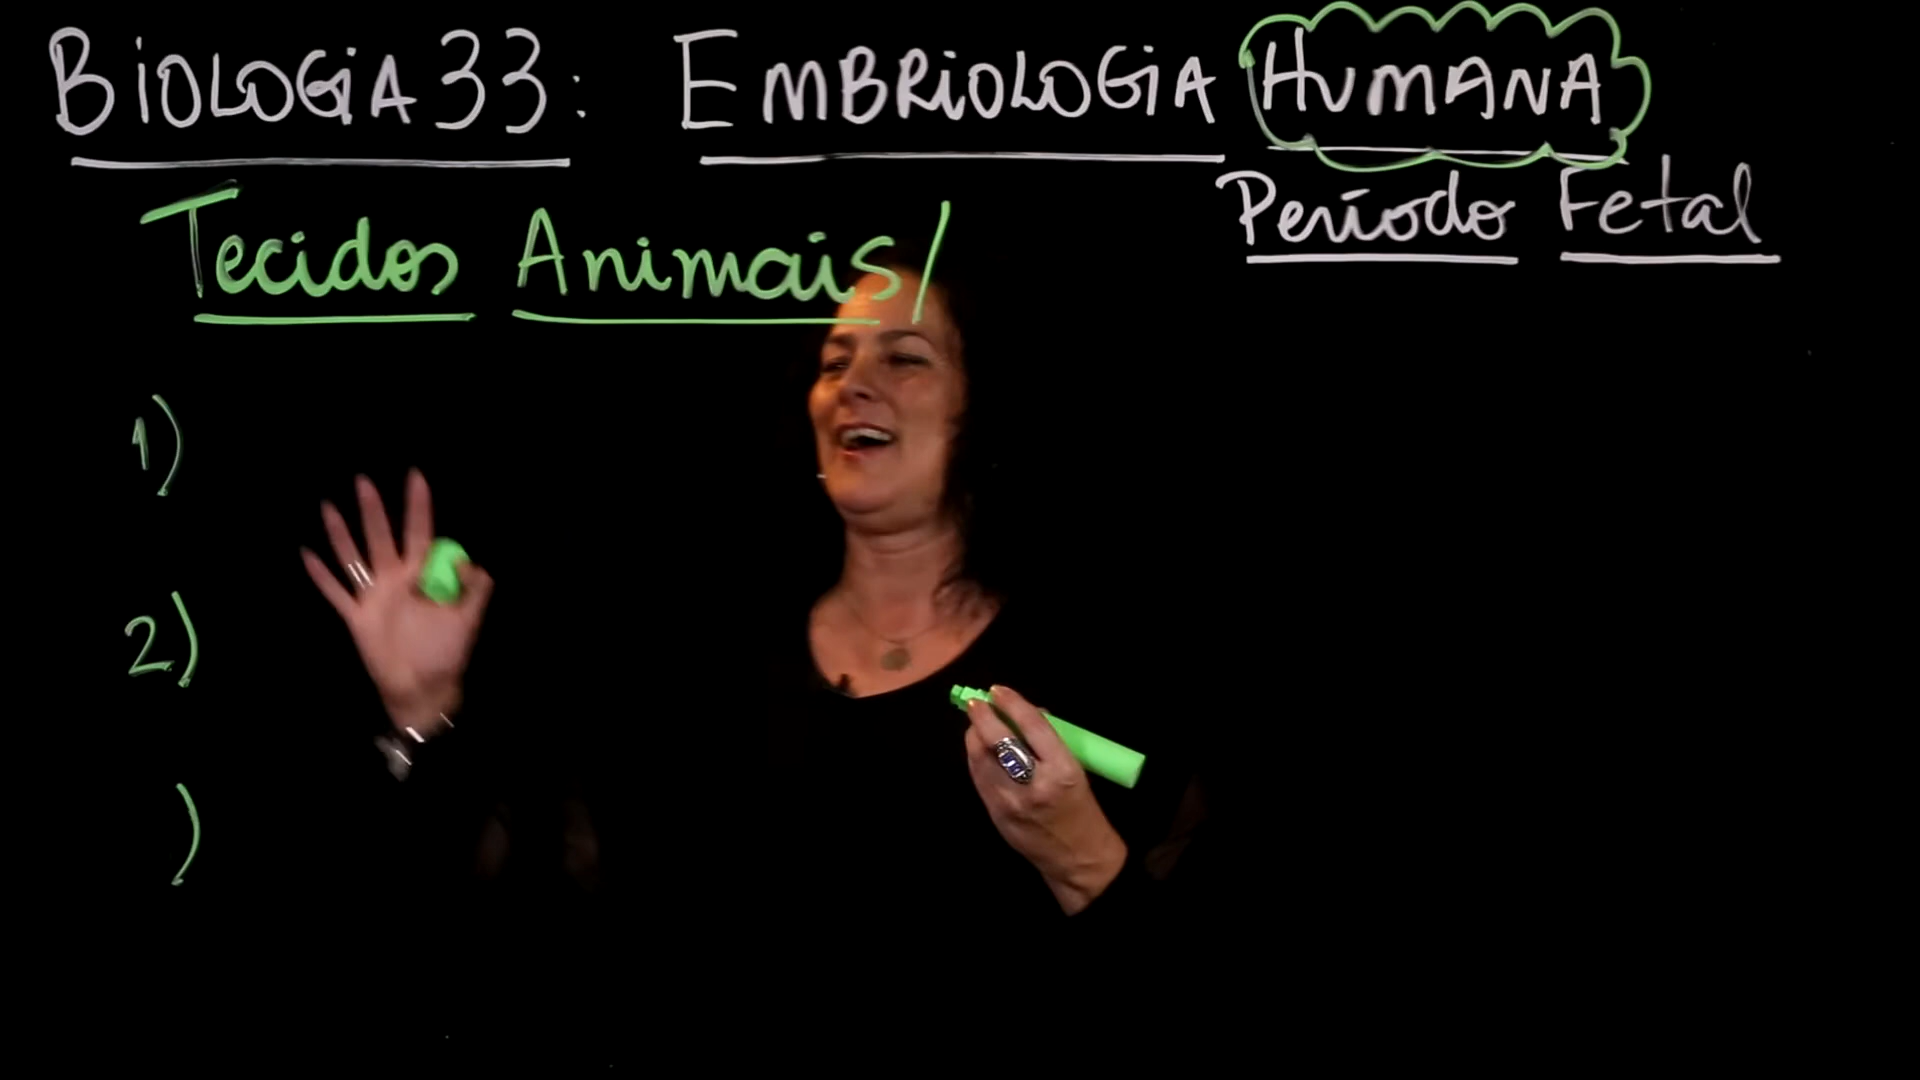 BIOLOGIA 33: EMBRIOLOGIA HUMANA
Período Fetal
Tecidos Animais/
1)
2)
)